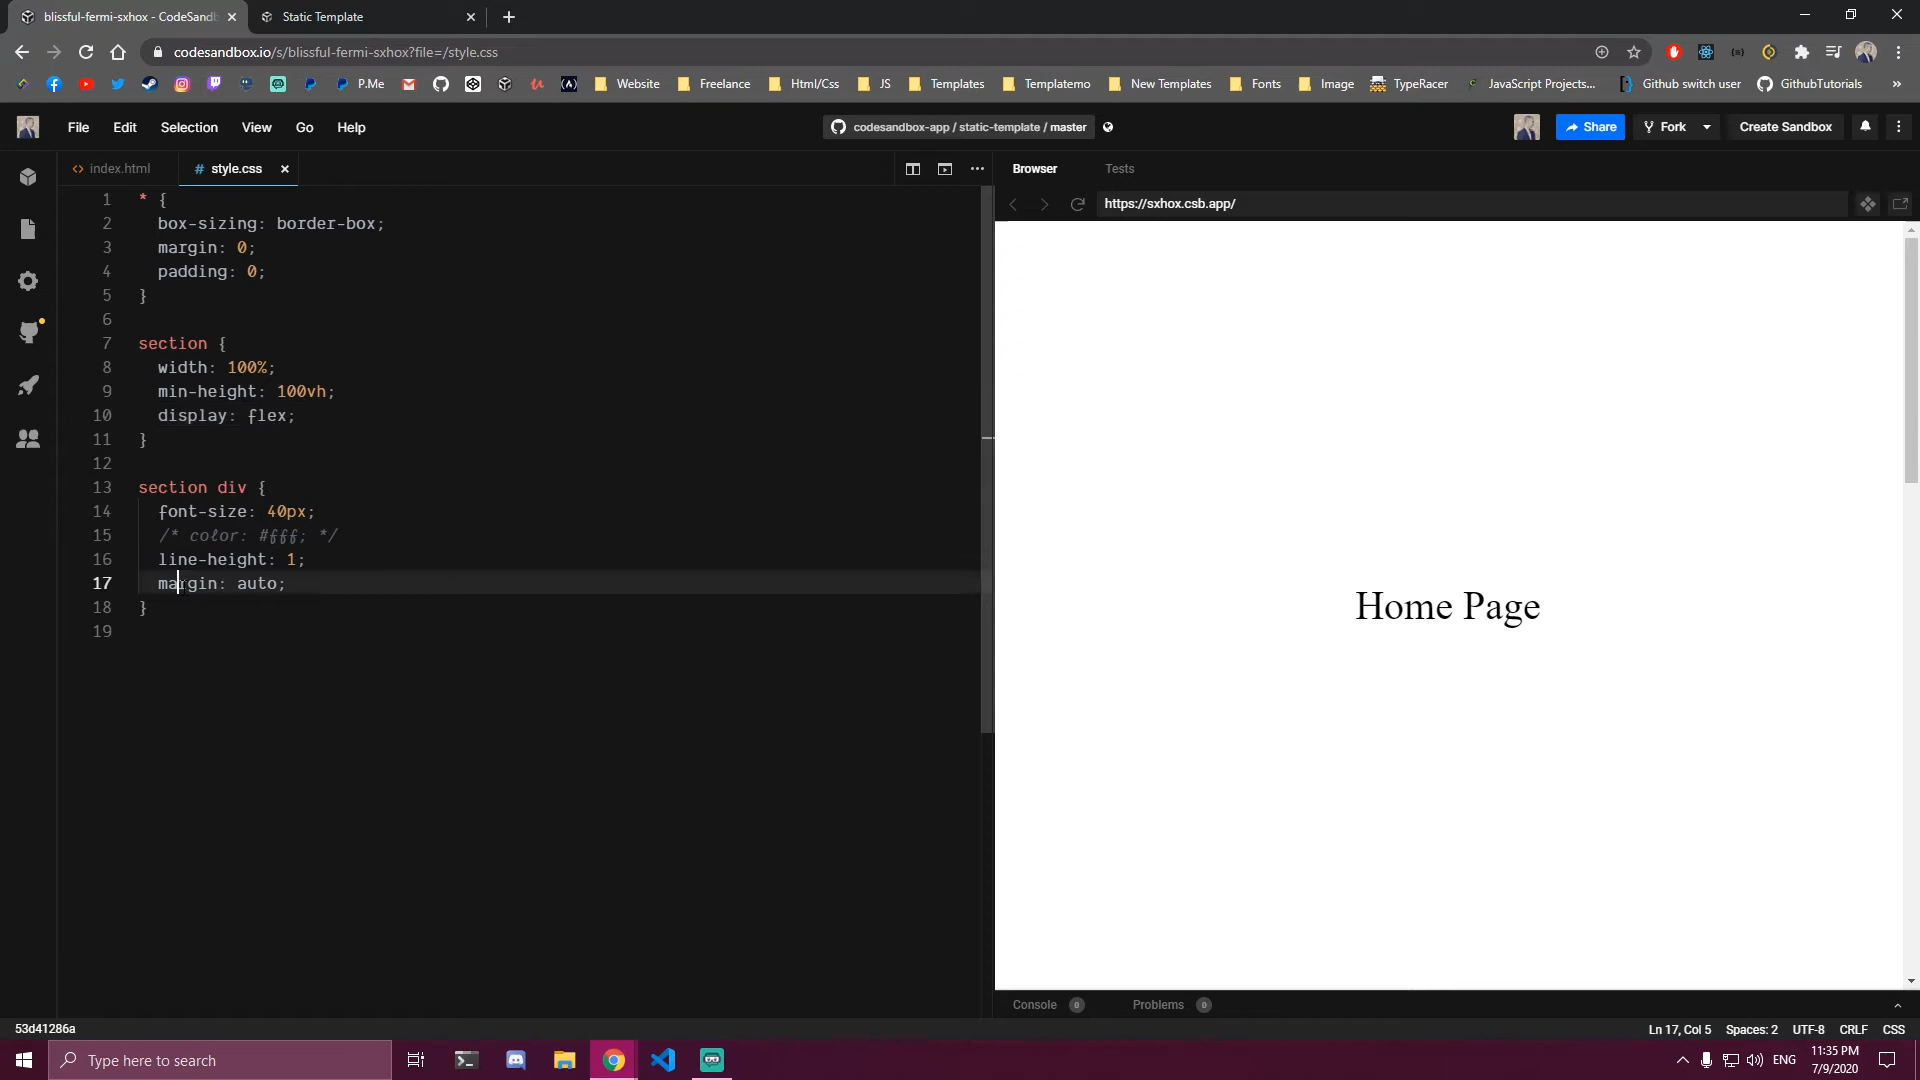 blissful-fermi-sxhox - CodeSandb
Static Template
codesandbox.io/s/blissful-fermi-sxhox?file=/style.css
P.Me
Website
Freelance
Html/Css
JS
Templates
Templatemo
New Templates
Fonts
Image
TypeRacer
JavaScript Projects...
Github switch user
GithubTutorials
»
File
Edit
Selection
View
Go
Help
codesandbox-app / static-template / master
Share
Fork
Create Sandbox
index.html
style.css
Browser
Tests
https://sxhox.csb.app/
1 * {
2 box-sizing: border-box;
3 margin: 0;
4 padding: 0;
5 }
6
7 section {
8 width: 100%;
9 min-height: 100vh;
10 display: flex;
11 }
12
13 section div {
14 font-size: 40px;
15 /* color: #fff; */
16 line-height: 1;
17 margin: auto;
18 }
19
Home Page
Console 0
Problems 0
53d41286a
Ln 17, Col 5
Spaces: 2
UTF-8
CRLF
CSS
Type here to search
ENG
11:35 PM
7/9/2020